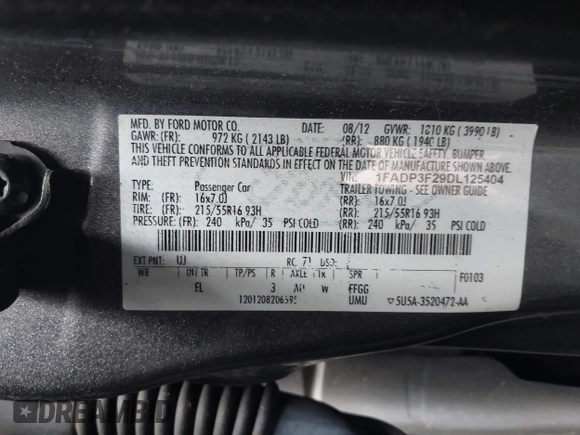 MFD. BY FORD MOTOR CO. DATE: 08/12 GVWR: 1810 KG ( 3990 LB)
GAWR: (FR): 972 KG ( 2143 LB) (RR): 880 KG ( 1940 LB)
THIS VEHICLE CONFORMS TO ALL APPLICABLE FEDERAL MOTOR VEHICLE SAFETY, BUMPER,
AND THEFT PREVENTION STANDARDS IN EFFECT ON THE DATE OF MANUFACTURE SHOWN ABOVE.
VIN: 1FADP3F29DL125404
TYPE: Passenger Car TRAILER TOWING - SEE OWNER GUIDE
RIM: (FR): 16x7.0J (RR): 16x7.0J
TIRE: (FR): 215/55R16 93H (RR): 215/55R16 93H
PRESSURE: (FR): 240 kPa/ 35 PSI COLD (RR): 240 kPa/ 35 PSI COLD
EXT PNT: UJ RC: 71 DSO: F0103
WB INT TR TP/PS R AXLE TR SPR
EL 3 W FFGG
1201208206595 UMU 5U5A-3520472-AA
DREAMBID